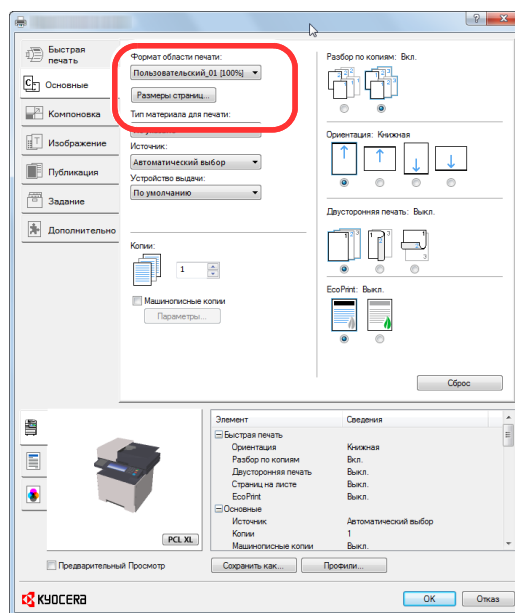 Быстрая печать
Основные
Компоновка
Изображение
Публикация
Задание
Дополнительно
Формат области печати:
Пользовательский_01 [100%]
Размеры страниц...
Тип материала для печати:
Источник:
Автоматический выбор
Устройство выдачи:
По умолчанию
Копии:
1
Машинописные копии
Параметры...
Разбор по копиям: Вкл.
Ориентация: Книжная
Двусторонняя печать: Выкл.
EcoPrint: Выкл.
Сброс
Элемент Сведения
Быстрая печать
Ориентация Книжная
Разбор по копиям Вкл.
Двусторонняя печать Выкл.
Страниц на листе Выкл.
EcoPrint Выкл.
Основные
Источник Автоматический выбор
Копии 1
Машинописные копии Выкл.
PCL XL
Предварительный Просмотр
Сохранить как...
Профили...
KYOCERA
OK
Отказ